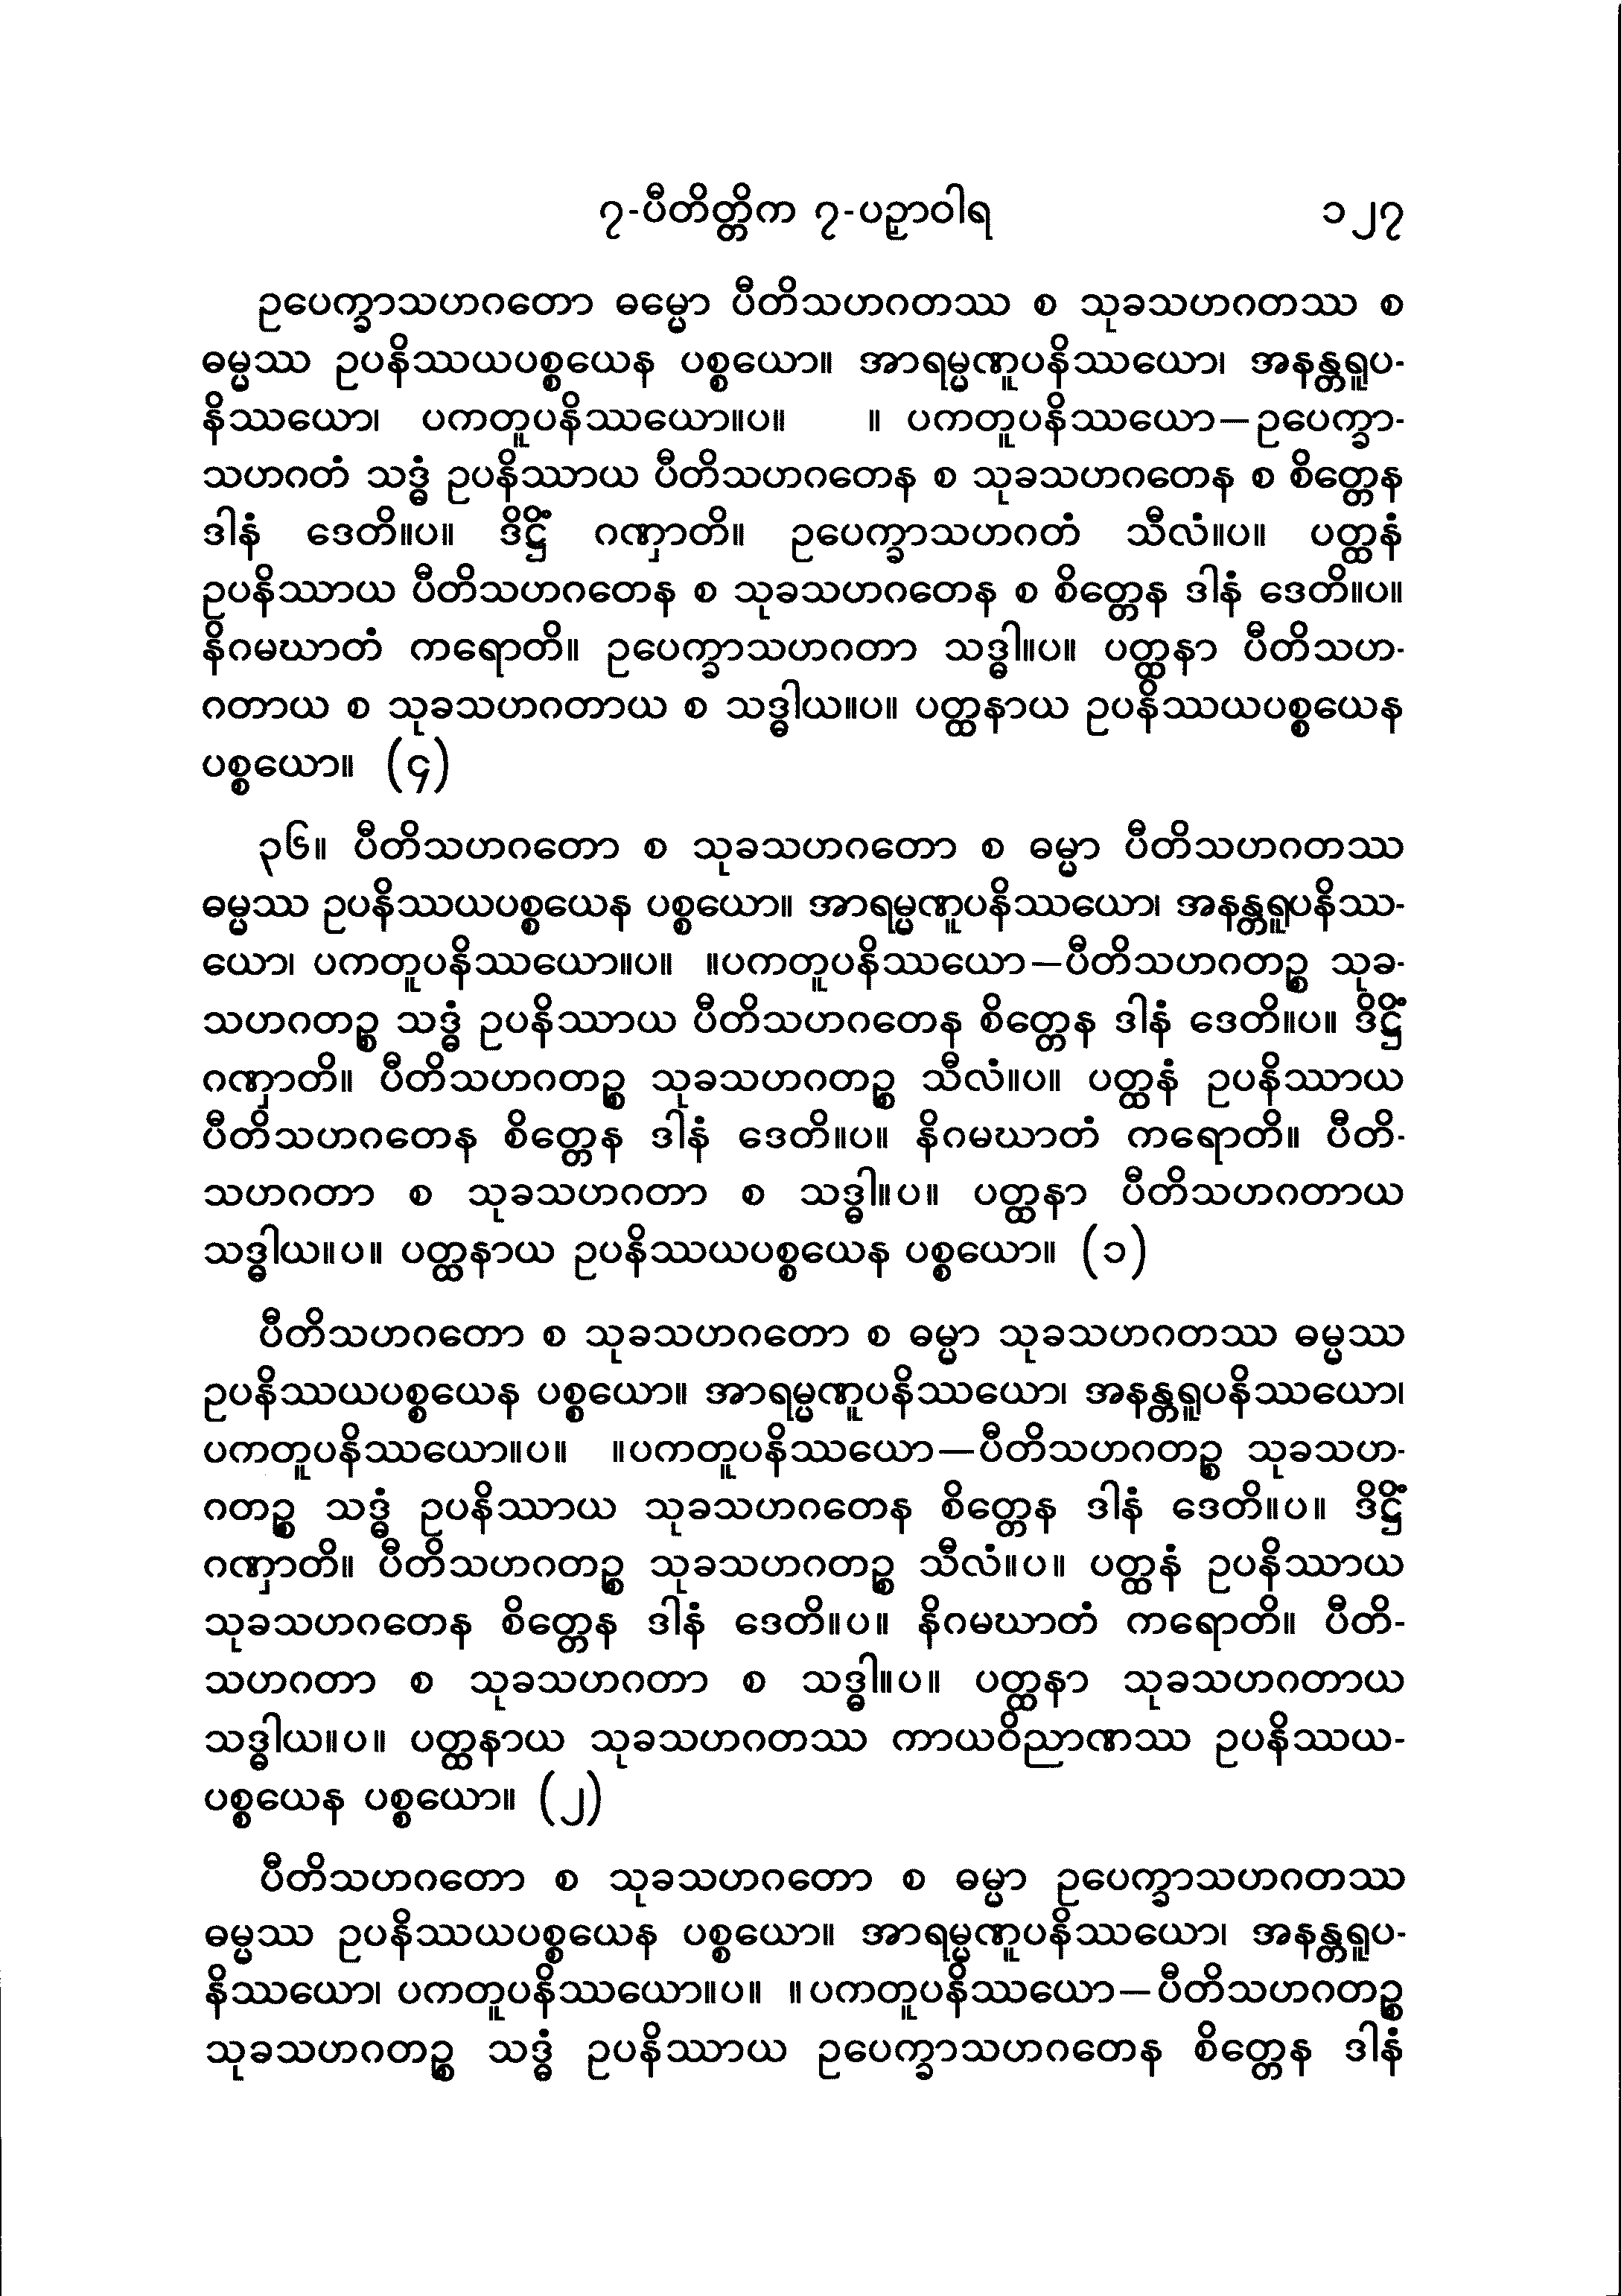 ၇-ပီတိတ္တိက ၇-ပဉှာဝါရ ၁၂၇
ဥပေက္ခာသဟဂတော ဓမ္မော ပီတိသဟဂတဿ စ သုခသဟဂတဿ စ
ဓမ္မဿ ဥပနိဿယပစ္စယေန ပစ္စယော။ အာရမ္မဏူပနိဿယော၊ အနန္တရူပ-
နိဿယော၊ ပကတူပနိဿယော။ပ။ ။ ပကတူပနိဿယော—ဥပေက္ခာ-
သဟဂတံ သဒ္ဓံ ဥပနိဿာယ ပီတိသဟဂတေန စ သုခသဟဂတေန စ စိတ္တေန
ဒါနံ ဒေတိ။ပ။ ဒိဋ္ဌိံ ဂဏှာတိ။ ဥပေက္ခာသဟဂတံ သီလံ။ပ။ ပတ္ထနံ
ဥပနိဿာယ ပီတိသဟဂတေန စ သုခသဟဂတေန စ စိတ္တေန ဒါနံ ဒေတိ။ပ။
နိဂမဃာတံ ကရောတိ။ ဥပေက္ခာသဟဂတာ သဒ္ဓါ။ပ။ ပတ္ထနာ ပီတိသဟ-
ဂတာယ စ သုခသဟဂတာယ စ သဒ္ဓါယ။ပ။ ပတ္ထနာယ ဥပနိဿယပစ္စယေန
ပစ္စယော။ (၄)
၃၆။ ပီတိသဟဂတော စ သုခသဟဂတော စ ဓမ္မာ ပီတိသဟဂတဿ
ဓမ္မဿ ဥပနိဿယပစ္စယေန ပစ္စယော။ အာရမ္မဏူပနိဿယော၊ အနန္တရူပနိဿ-
ယော၊ ပကတူပနိဿယော။ပ။ ။ပကတူပနိဿယော—ပီတိသဟဂတဉ္စ သုခ-
သဟဂတဉ္စ သဒ္ဓံ ဥပနိဿာယ ပီတိသဟဂတေန စိတ္တေန ဒါနံ ဒေတိ။ပ။ ဒိဋ္ဌိံ
ဂဏှာတိ။ ပီတိသဟဂတဉ္စ သုခသဟဂတဉ္စ သီလံ။ပ။ ပတ္ထနံ ဥပနိဿာယ
ပီတိသဟဂတေန စိတ္တေန ဒါနံ ဒေတိ။ပ။ နိဂမဃာတံ ကရောတိ။ ပီတိ-
သဟဂတာ စ သုခသဟဂတာ စ သဒ္ဓါ။ပ။ ပတ္ထနာ ပီတိသဟဂတာယ
သဒ္ဓါယ။ပ။ ပတ္ထနာယ ဥပနိဿယပစ္စယေန ပစ္စယော။ (၁)
ပီတိသဟဂတော စ သုခသဟဂတော စ ဓမ္မာ သုခသဟဂတဿ ဓမ္မဿ
ဥပနိဿယပစ္စယေန ပစ္စယော။ အာရမ္မဏူပနိဿယော၊ အနန္တရူပနိဿယော၊
ပကတူပနိဿယော။ပ။ ။ပကတူပနိဿယော—ပီတိသဟဂတဉ္စ သုခသဟ-
ဂတဉ္စ သဒ္ဓံ ဥပနိဿာယ သုခသဟဂတေန စိတ္တေန ဒါနံ ဒေတိ။ပ။ ဒိဋ္ဌိံ
ဂဏှာတိ။ ပီတိသဟဂတဉ္စ သုခသဟဂတဉ္စ သီလံ။ပ။ ပတ္ထနံ ဥပနိဿာယ
သုခသဟဂတေန စိတ္တေန ဒါနံ ဒေတိ။ပ။ နိဂမဃာတံ ကရောတိ။ ပီတိ-
သဟဂတာ စ သုခသဟဂတာ စ သဒ္ဓါ။ပ။ ပတ္ထနာ သုခသဟဂတာယ
သဒ္ဓါယ။ပ။ ပတ္ထနာယ သုခသဟဂတဿ ကာယဝိညာဏဿ ဥပနိဿယ-
ပစ္စယေန ပစ္စယော။ (၂)
ပီတိသဟဂတော စ သုခသဟဂတော စ ဓမ္မာ ဥပေက္ခာသဟဂတဿ
ဓမ္မဿ ဥပနိဿယပစ္စယေန ပစ္စယော။ အာရမ္မဏူပနိဿယော၊ အနန္တရူပ-
နိဿယော၊ ပကတူပနိဿယော။ပ။ ။ပကတူပနိဿယော—ပီတိသဟဂတဉ္စ
သုခသဟဂတဉ္စ သဒ္ဓံ ဥပနိဿာယ ဥပေက္ခာသဟဂတေန စိတ္တေန ဒါနံ